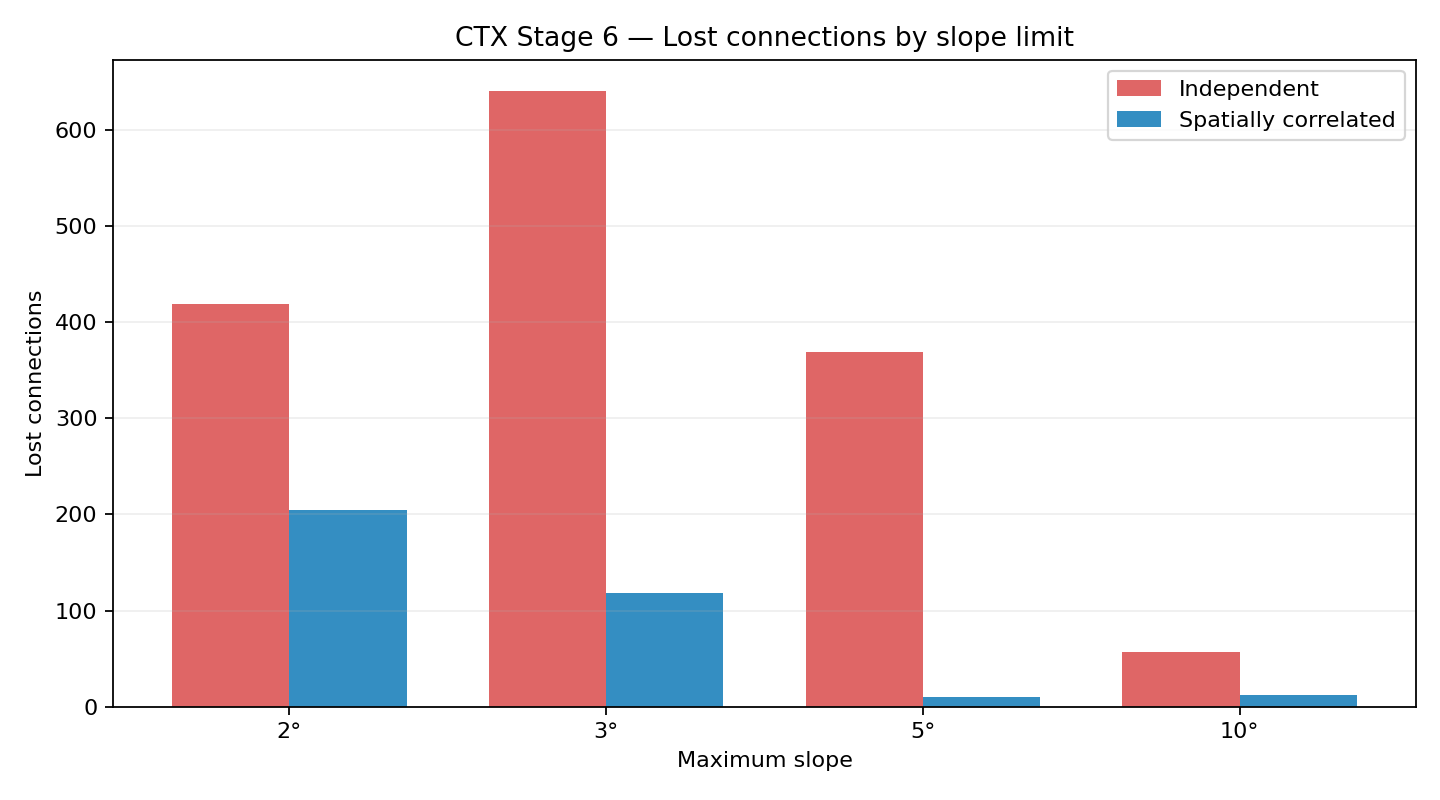 CTX Stage 6 — Lost connections by slope limit
Independent
Spatially correlated
Lost connections
600
500
400
300
200
100
0
2°
3°
5°
10°
Maximum slope